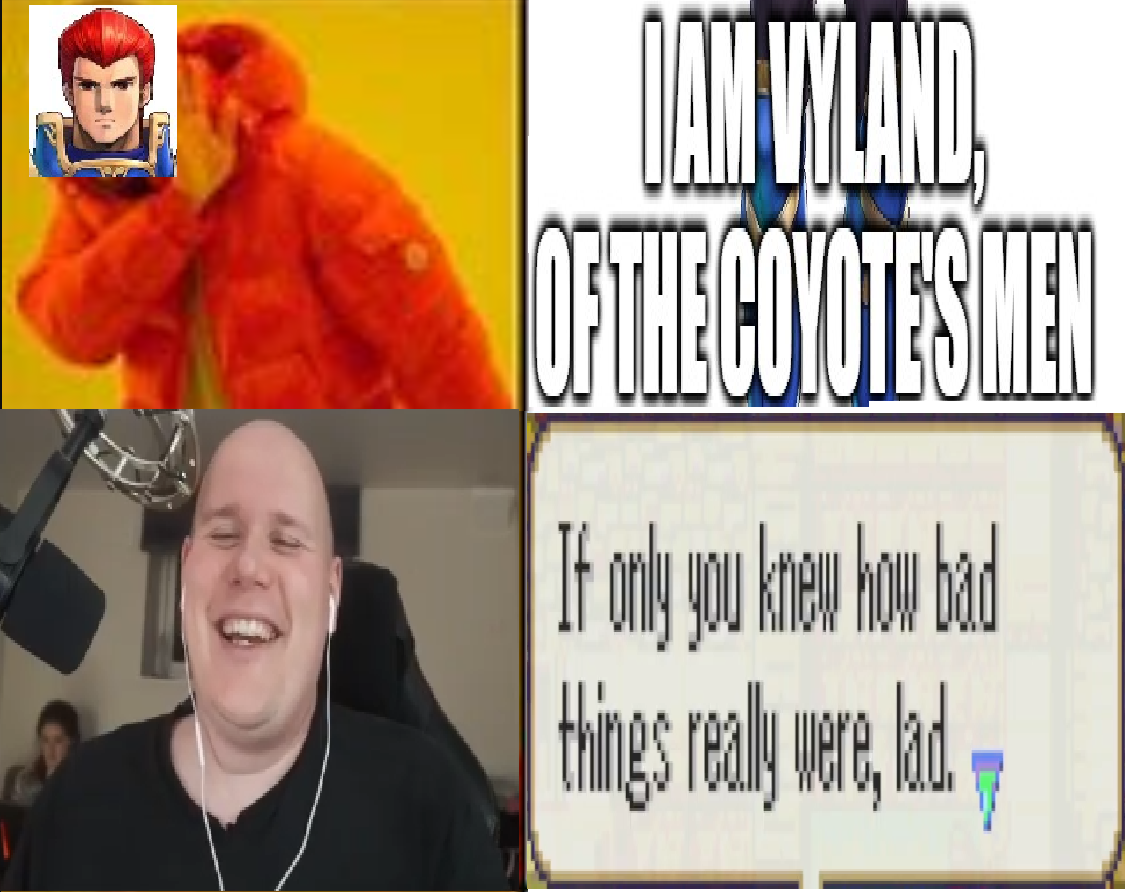 I AM VYLAND,
OF THE COYOTE'S MEN
If only you knew how bad
things really were, lad.